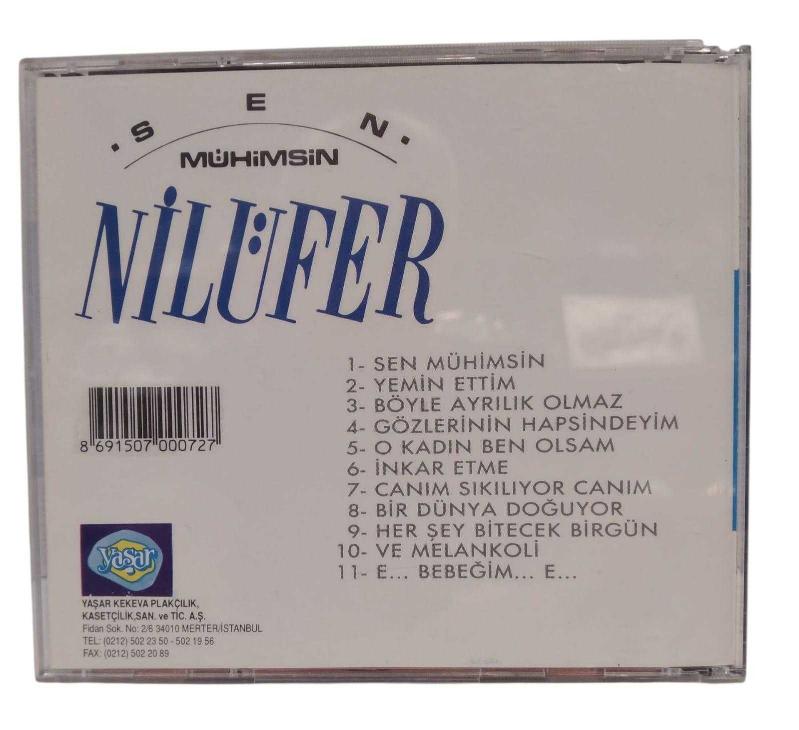 . S E N .
MÜHİMSİN
NİLÜFER
1- SEN MÜHİMSİN
2- YEMİN ETTİM
3- BÖYLE AYRILIK OLMAZ
4- GÖZLERİNİN HAPSİNDEYİM
5- O KADIN BEN OLSAM
6- İNKAR ETME
7- CANIM SIKILIYOR CANIM
8- BİR DÜNYA DOĞUYOR
9- HER ŞEY BİTECEK BİRGÜN
10- VE MELANKOLİ
11- E... BEBEĞİM... E...
8 691507 000727
yaşar
YAŞAR KEKEVA PLAKÇILIK,
KASETÇİLİK,SAN. ve TİC. A.Ş.
Fidan Sok. No: 2/6 34010 MERTER/İSTANBUL
TEL: (0212) 502 23 50 - 502 19 56
FAX: (0212) 502 20 89